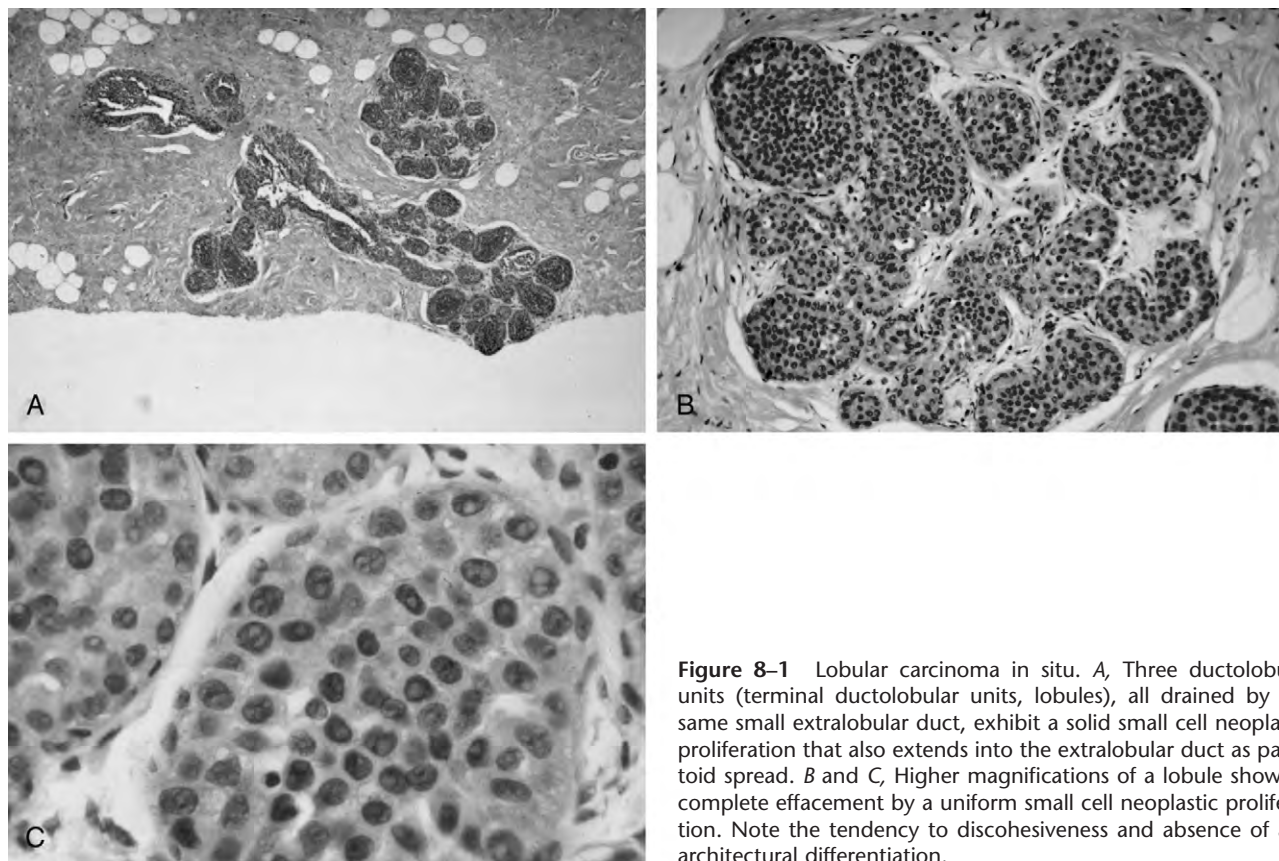 A
B
C
Figure 8–1 Lobular carcinoma in situ. A, Three ductolobu
units (terminal ductolobular units, lobules), all drained by
same small extralobular duct, exhibit a solid small cell neopla
proliferation that also extends into the extralobular duct as pa
toid spread. B and C, Higher magnifications of a lobule show
complete effacement by a uniform small cell neoplastic prolife
tion. Note the tendency to discohesiveness and absence of
architectural differentiation.